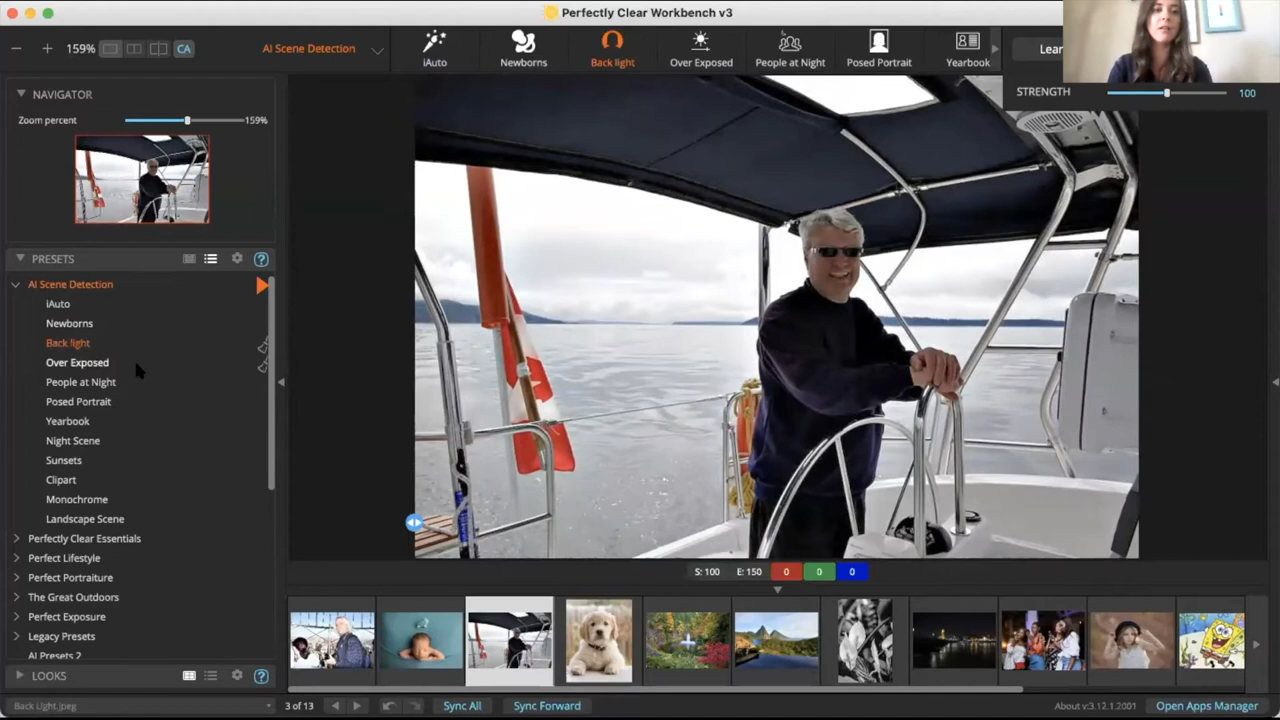 Perfectly Clear Workbench v3
159%
CA
AI Scene Detection
iAuto
Newborns
Back light
Over Exposed
People at Night
Posed Portrait
Yearbook
Lear
STRENGTH
100
NAVIGATOR
Zoom percent
159%
PRESETS
AI Scene Detection
iAuto
Newborns
Back light
Over Exposed
People at Night
Posed Portrait
Yearbook
Night Scene
Sunsets
Clipart
Monochrome
Landscape Scene
Perfectly Clear Essentials
Perfect Lifestyle
Perfect Portraiture
The Great Outdoors
Perfect Exposure
Legacy Presets
AI Presets 2
LOOKS
S: 100 E: 150 0 0 0
Back Light.jpeg
3 of 13
Sync All
Sync Forward
About v:3.12.1.2001
Open Apps Manager